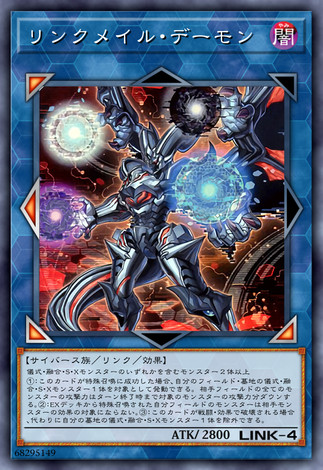 リンクメイル・デーモン
闇
やみ
【サイバース族／リンク／効果】
儀式・融合・S・Xモンスターのいずれかを含むモンスター２体以上
①：このカードが特殊召喚に成功した場合、自分のフィールド・墓地の儀式・融
合・S・Xモンスター１体を対象として発動できる。相手フィールドの全てのモ
ンスターの攻撃力はターン終了時まで対象のモンスターの攻撃力分ダウンす
る。②：EXデッキから特殊召喚された自分フィールドのモンスターは相手モン
スターの効果の対象にならない。③：このカードが戦闘・効果で破壊される場合
、代わりに自分の墓地の儀式・融合・S・Xモンスター１体を除外できる。
ATK/ 2800 LINK-4
68295149